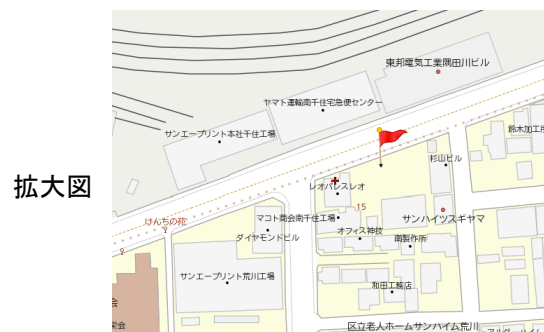 拡大図
東邦電気工業隅田川ビル
ヤマト運輸南千住宅急便センター
サンエープリント本社千住工場
鈴木加工所
杉山ビル
レオパレスレオ
15
けんちの苑
マコト商会南千住工場
サンハイツスギヤマ
オフィス神技
ダイヤモンドビル
南製作所
サンエープリント荒川工場
和田工務店
会
栄会
区立老人ホームサンハイム荒川